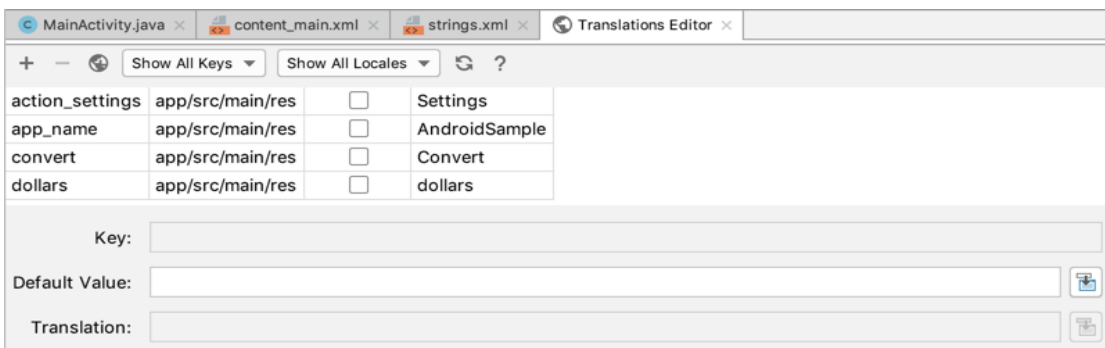 MainActivity.java content_main.xml strings.xml Translations Editor
Show All Keys Show All Locales ?
action_settings app/src/main/res Settings
app_name app/src/main/res AndroidSample
convert app/src/main/res Convert
dollars app/src/main/res dollars
Key:
Default Value:
Translation: